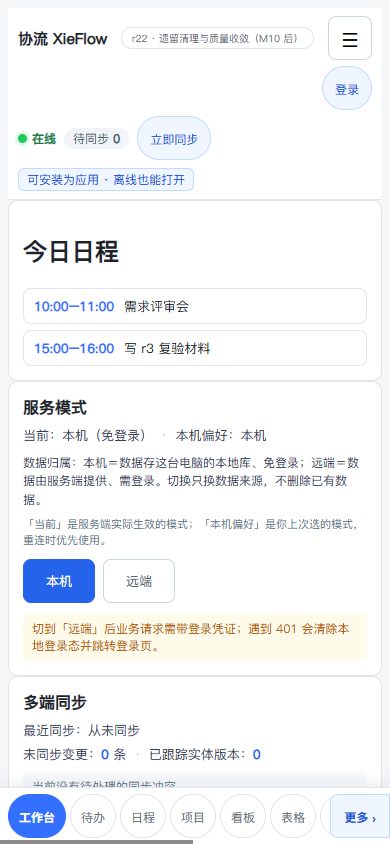 协流 XieFlow
r22 · 遗留清理与质量收敛（M10 后）
☰
登录
在线 待同步 0 立即同步
可安装为应用 · 离线也能打开
今日日程
10:00—11:00 需求评审会
15:00—16:00 写 r3 复验材料
服务模式
当前：本机（免登录） · 本机偏好：本机
数据归属：本机＝数据存这台电脑的本地库、免登录；远端＝数
据由服务端提供、需登录。切换只换数据来源，不删除已有数
据。
「当前」是服务端实际生效的模式；「本机偏好」是你上次选的模式，
重连时优先使用。
本机 远端
切到「远端」后业务请求需带登录凭证；遇到 401 会清除本
地登录态并跳转登录页。
多端同步
最近同步：从未同步
未同步变更：0 条 · 已跟踪实体版本：0
当前没有待处理的同步冲突
工作台 待办 日程 项目 看板 表格 更多 ›